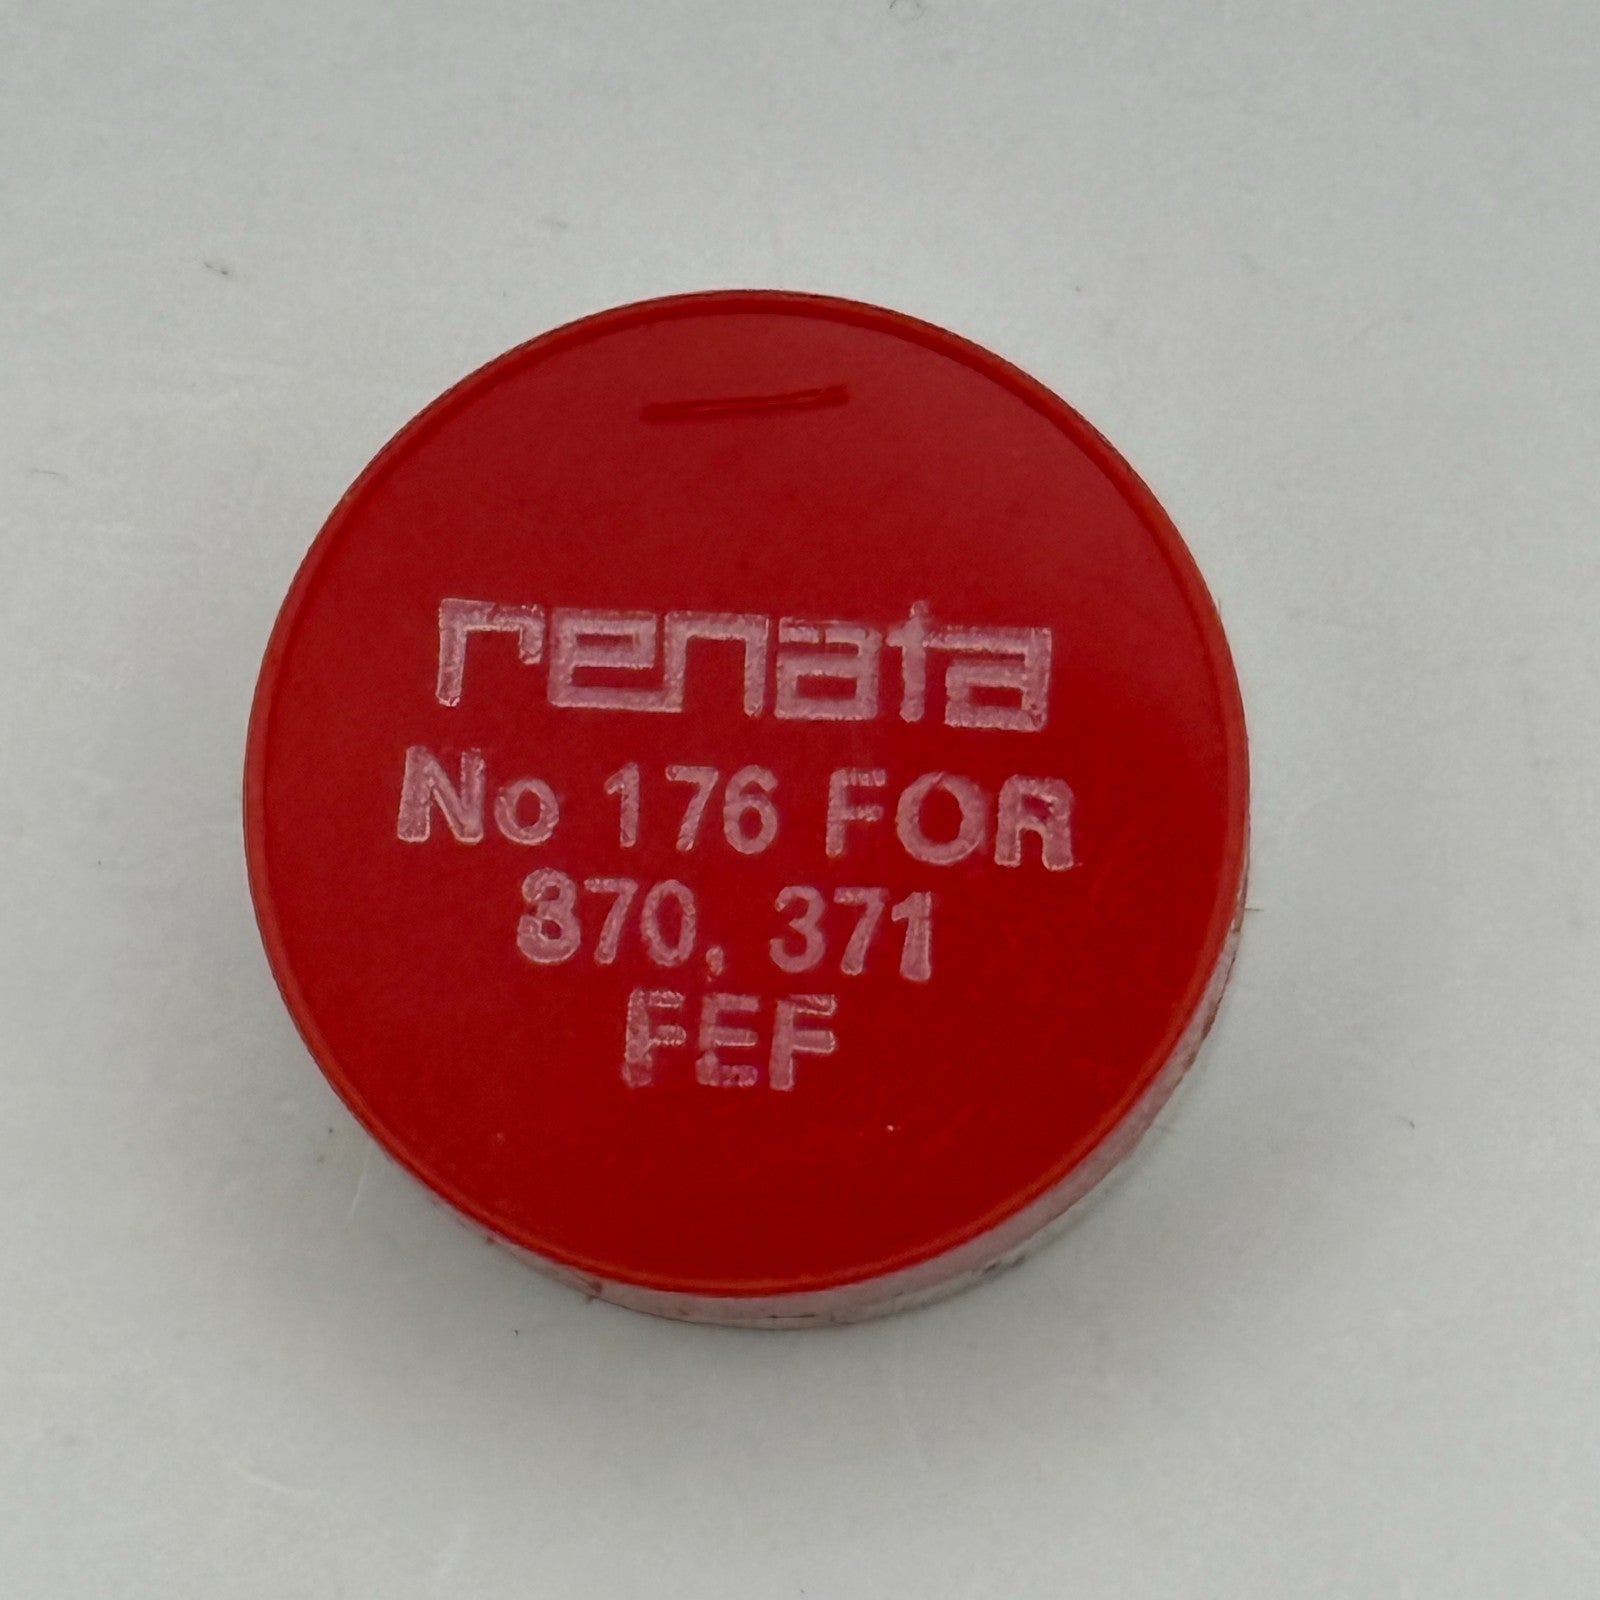 renata
No 176 FOR
370, 371
FEF